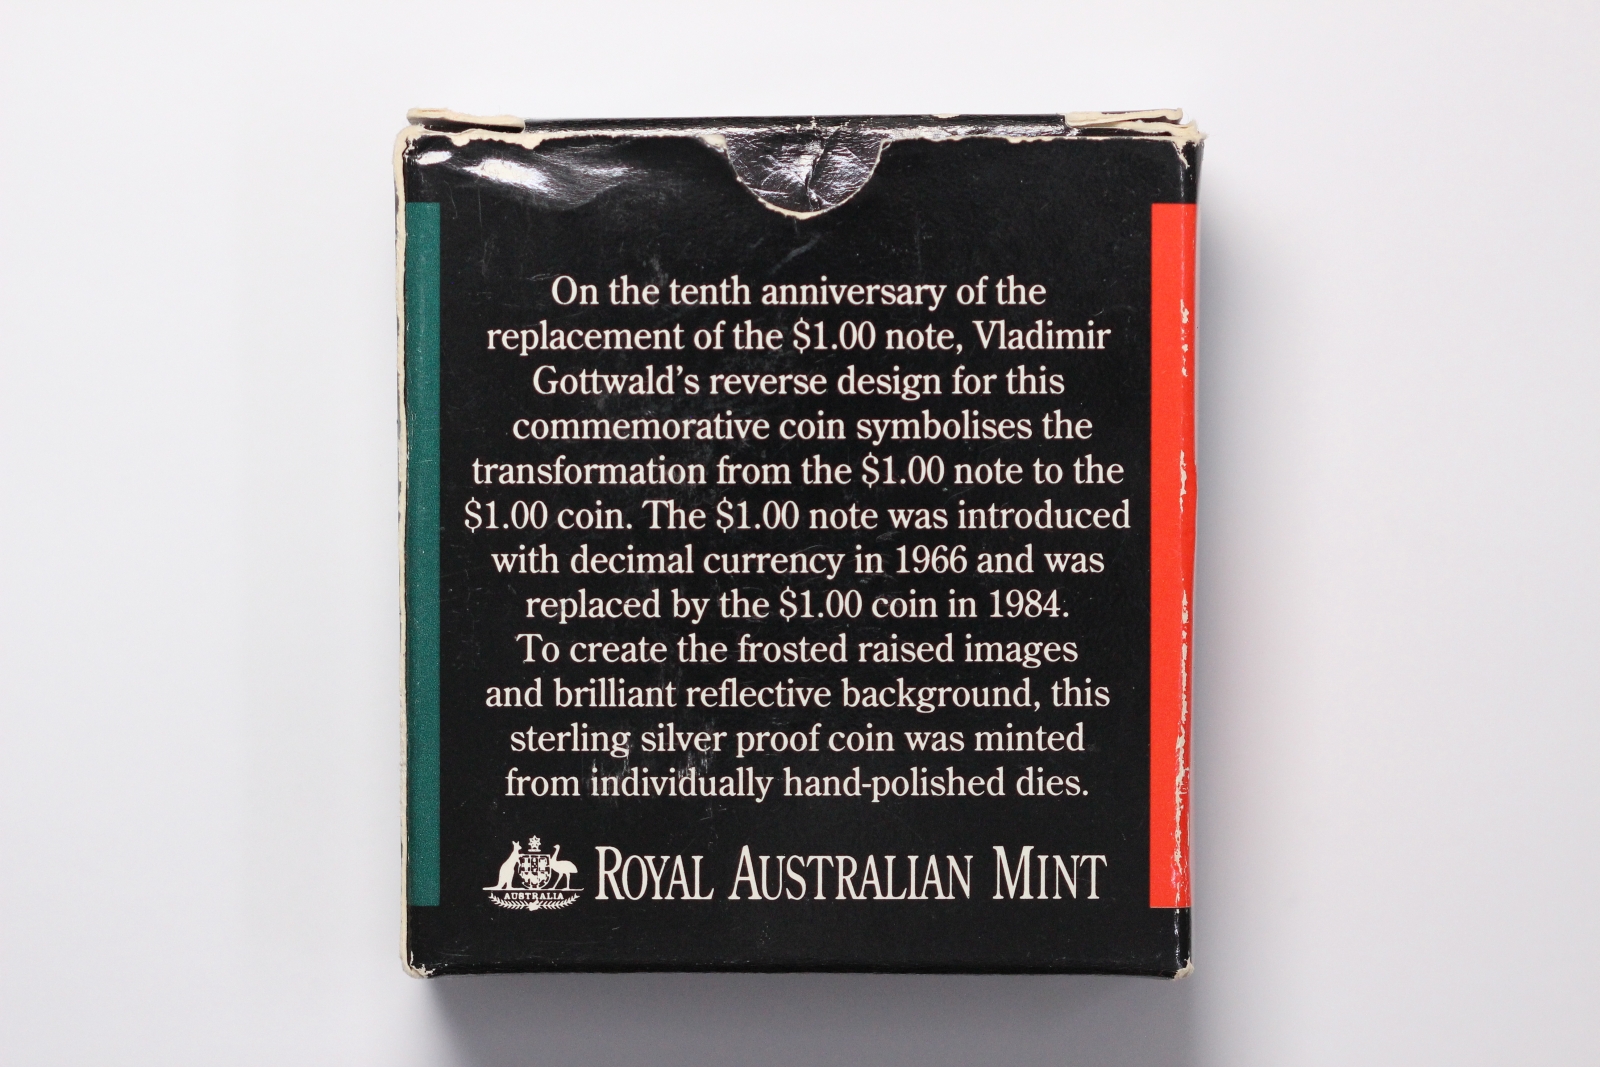 On the tenth anniversary of the
replacement of the $1.00 note, Vladimir
Gottwald's reverse design for this
commemorative coin symbolises the
transformation from the $1.00 note to the
$1.00 coin. The $1.00 note was introduced
with decimal currency in 1966 and was
replaced by the $1.00 coin in 1984.
To create the frosted raised images
and brilliant reflective background, this
sterling silver proof coin was minted
from individually hand-polished dies.
AUSTRALIA
ROYAL AUSTRALIAN MINT